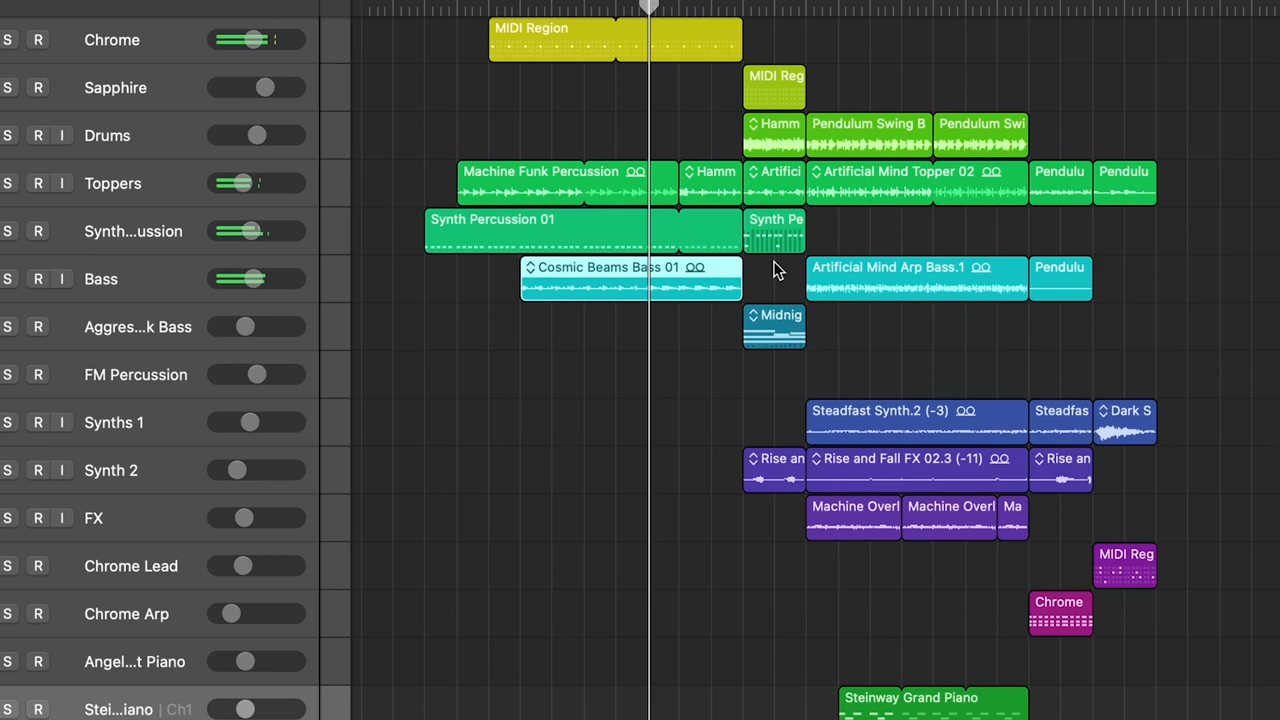 S R Chrome MIDI Region
S R Sapphire MIDI Reg
S R I Drums Hamm Pendulum Swing B Pendulum Swi
S R I Toppers Machine Funk Percussion Hamm Artifici Artificial Mind Topper 02 Pendulu Pendulu
S R I Synth...ussion Synth Percussion 01 Synth Pe
S R I Bass Cosmic Beams Bass 01 Artificial Mind Arp Bass.1 Pendulu
S R Aggres...k Bass Midnig
S R FM Percussion
S R I Synths 1 Steadfast Synth.2 (-3) Steadfas Dark S
S R I Synth 2 Rise an Rise and Fall FX 02.3 (-11) Rise an
S R I FX Machine Overl Machine Overl Ma
S R Chrome Lead MIDI Reg
S R Chrome Arp Chrome
S R Angel...t Piano
S R Stei...iano | Ch1 Steinway Grand Piano